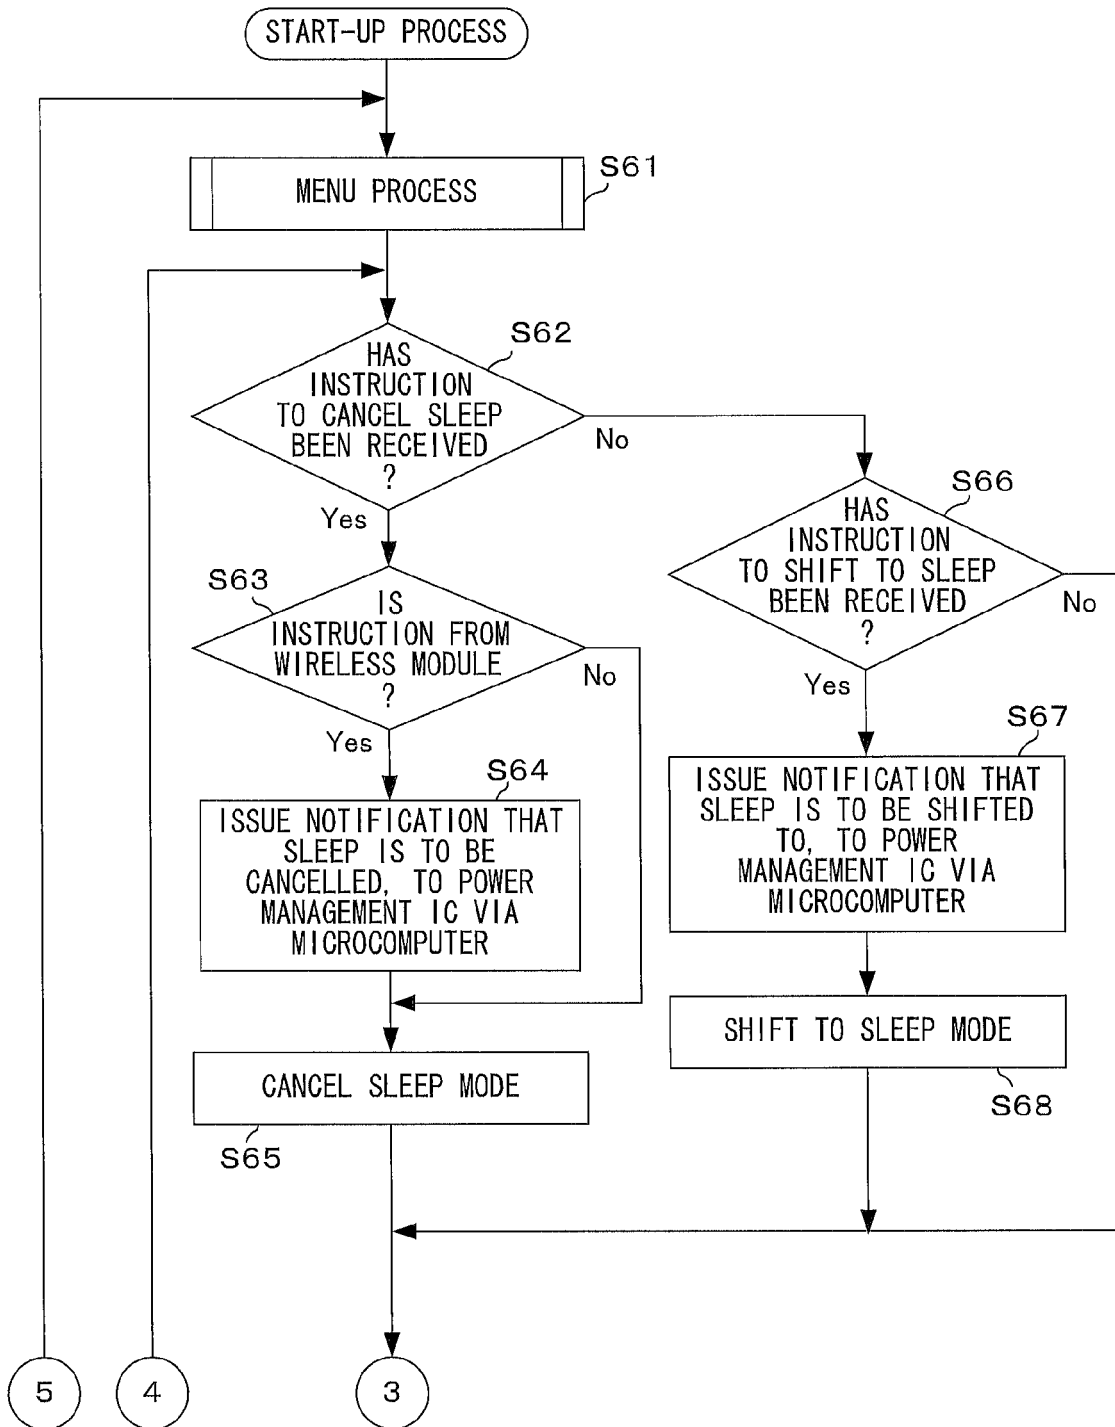 START-UP PROCESS
MENU PROCESS
S61
S62
HAS
INSTRUCTION
TO CANCEL SLEEP
BEEN RECEIVED
?
No
Yes
S66
HAS
INSTRUCTION
TO SHIFT TO SLEEP
BEEN RECEIVED
?
No
Yes
S63
IS
INSTRUCTION FROM
WIRELESS MODULE
?
No
Yes
S64
ISSUE NOTIFICATION THAT
SLEEP IS TO BE
CANCELLED, TO POWER
MANAGEMENT IC VIA
MICROCOMPUTER
S67
ISSUE NOTIFICATION THAT
SLEEP IS TO BE SHIFTED
TO, TO POWER
MANAGEMENT IC VIA
MICROCOMPUTER
CANCEL SLEEP MODE
S65
SHIFT TO SLEEP MODE
S68
5
4
3